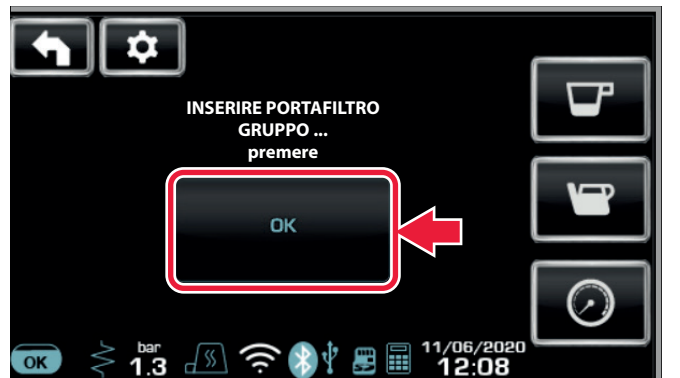 INSERIRE PORTAFILTRO
GRUPPO ...
premere
OK
OK
bar
1.3
11/06/2020
12:08